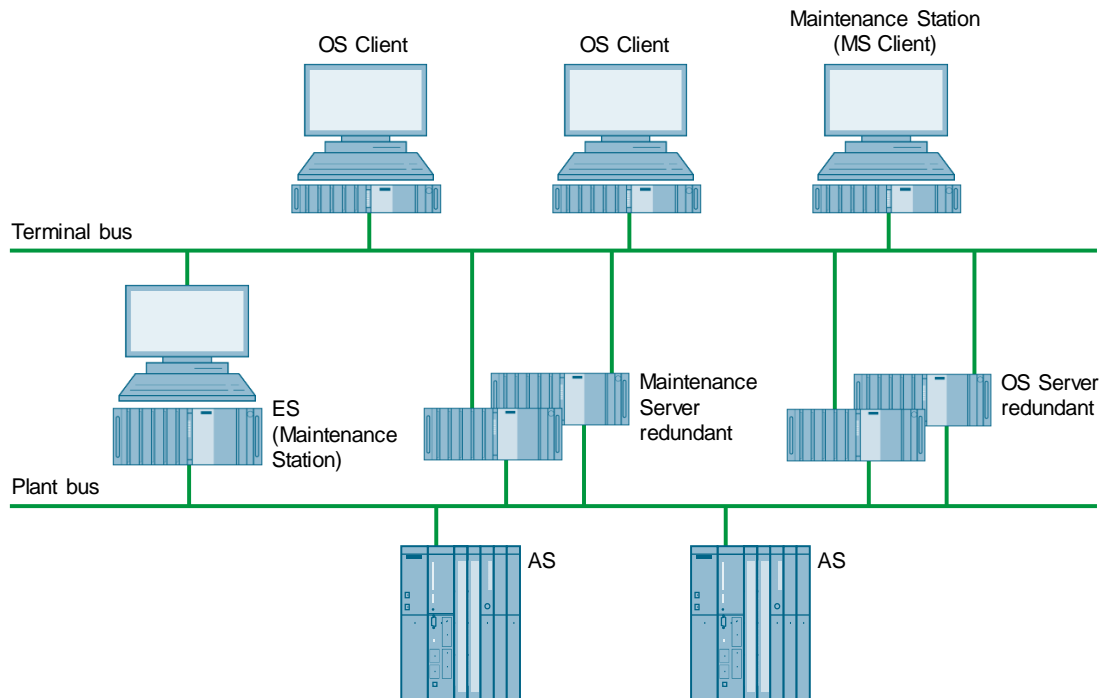 OS Client
OS Client
Maintenance Station
(MS Client)
Terminal bus
ES
(Maintenance
Station)
Maintenance
Server
redundant
OS Server
redundant
Plant bus
AS
AS